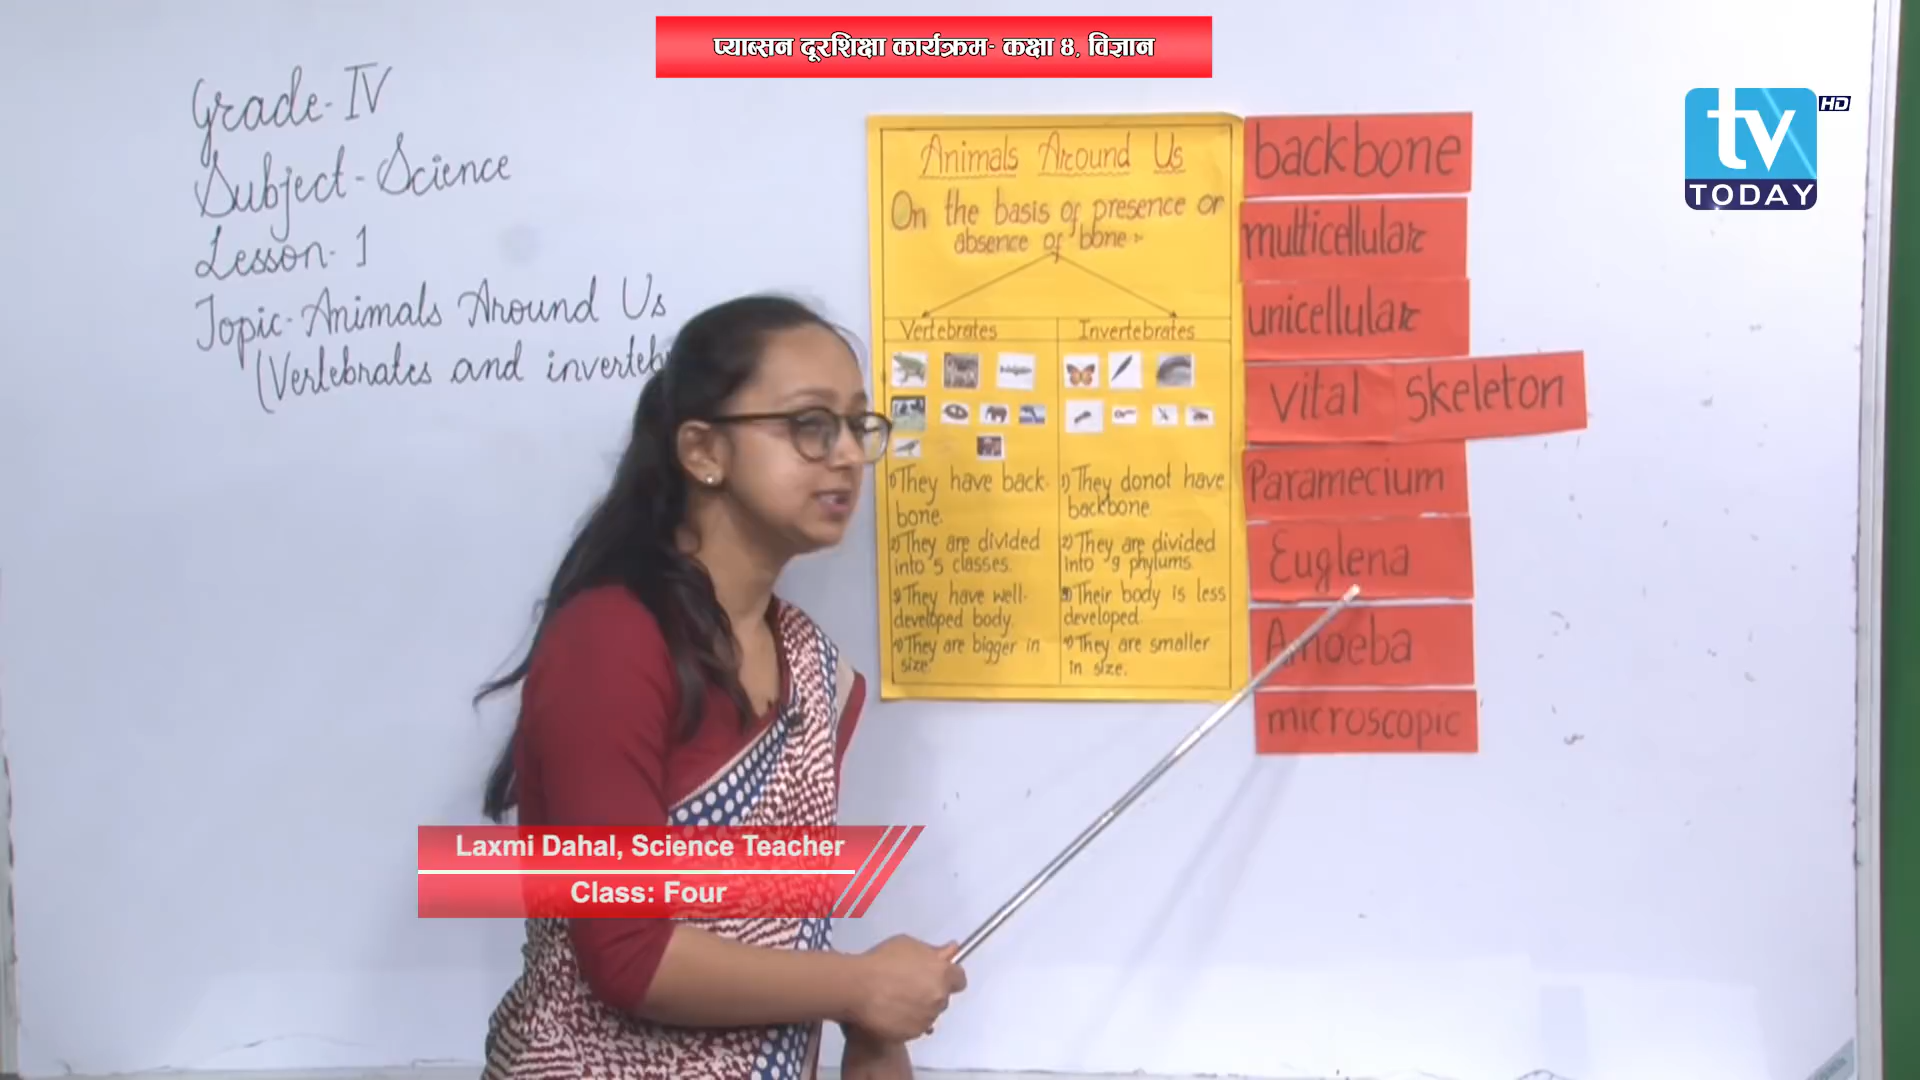 प्याब्सन दूरशिक्षा कार्यक्रम- कक्षा ४, विज्ञान
tv
HD
TODAY
Grade-IV
Subject-Science
Lesson-1
Topic-Animals Around Us
(Vertebrates and invertebr
Animals Around Us
On the basis of presence or
absence of bone:-
Vertebrates
1) They have back-
bone.
2) They are divided
into 5 classes.
3) They have well-
developed body.
4) They are bigger in
size.
Invertebrates
1) They donot have
backbone.
2) They are divided
into 9 phylums.
3) Their body is less
developed.
4) They are smaller
in size.
backbone
multicellular
unicellular
Vital Skeleton
Paramecium
Euglena
Amoeba
microscopic
Laxmi Dahal, Science Teacher
Class: Four